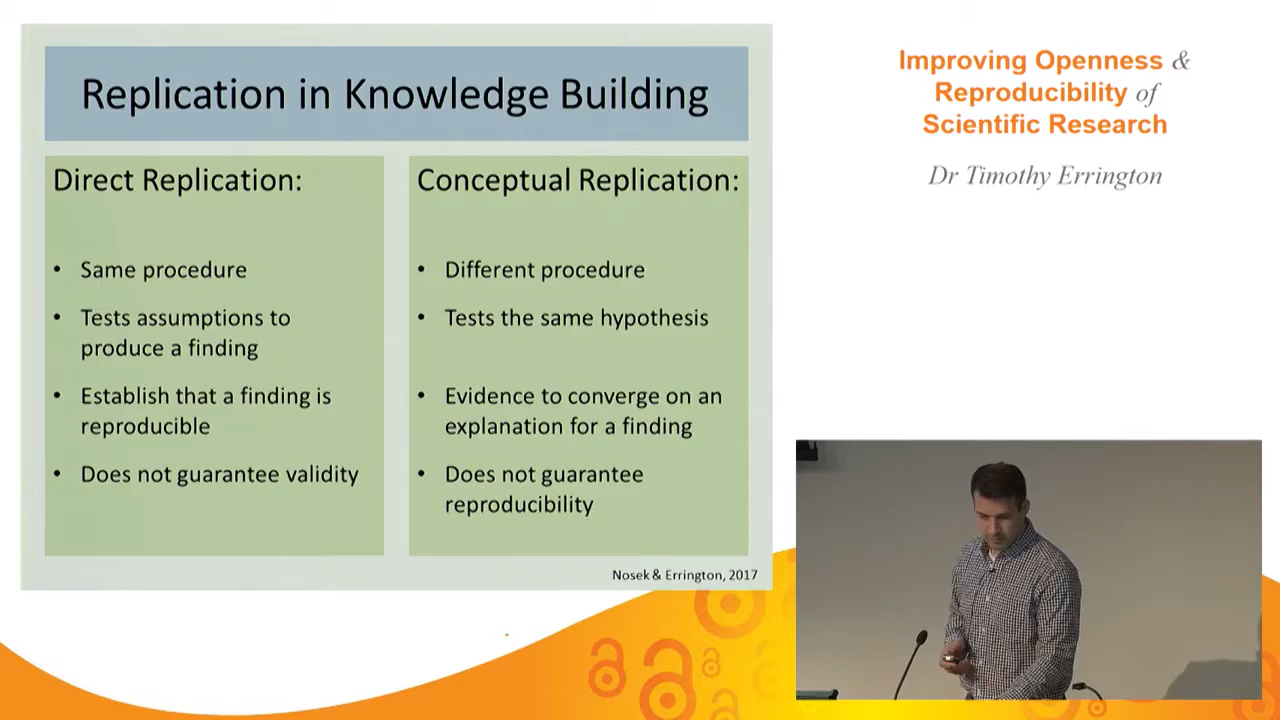 Replication in Knowledge Building
Direct Replication:
• Same procedure
• Tests assumptions to
produce a finding
• Establish that a finding is
reproducible
• Does not guarantee validity
Conceptual Replication:
• Different procedure
• Tests the same hypothesis
• Evidence to converge on an
explanation for a finding
• Does not guarantee
reproducibility
Nosek & Errington, 2017
Improving Openness &
Reproducibility of
Scientific Research
Dr Timothy Errington